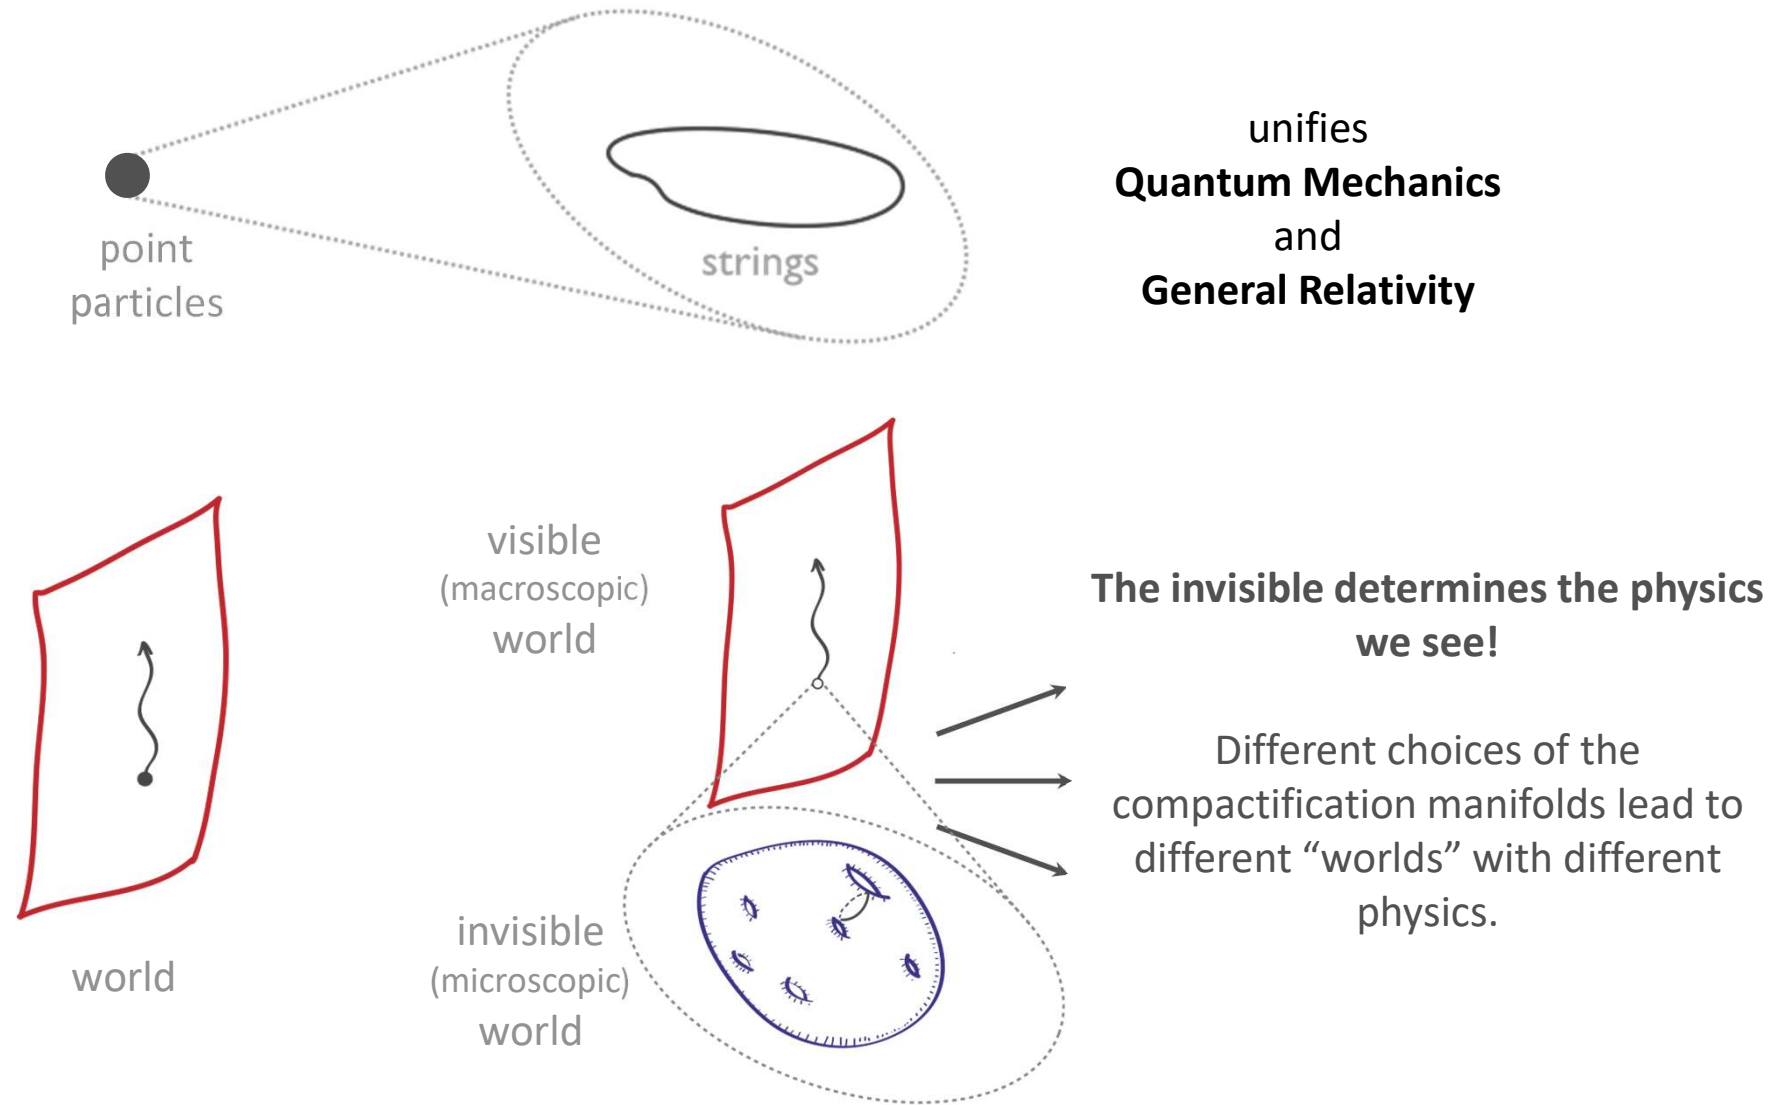 point
particles
strings
unifies
Quantum Mechanics
and
General Relativity
world
visible
(macroscopic)
world
invisible
(microscopic)
world
The invisible determines the physics
we see!
Different choices of the
compactification manifolds lead to
different “worlds” with different
physics.